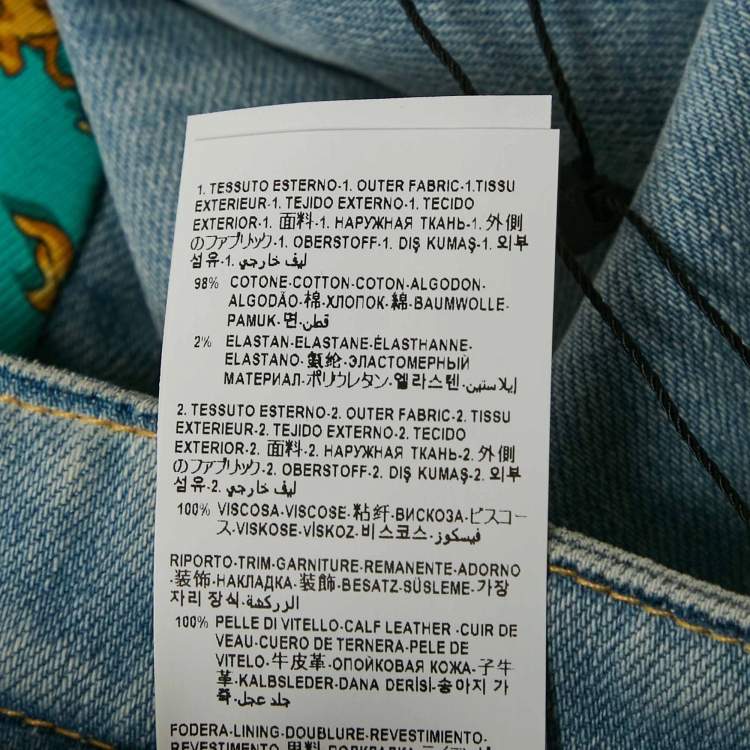 1. TESSUTO ESTERNO-1. OUTER FABRIC-1.TISSU
EXTERIEUR-1. TEJIDO EXTERNO-1. TECIDO
EXTERIOR-1. 面料-1. НАРУЖНАЯ ТКАНЬ-1. 外側
のファブリック-1. OBERSTOFF-1. DIŞ KUMAŞ-1. 외부
섬유-1. ليف خارجي
98% COTONE-COTTON-COTON-ALGODON-
ALGODÃO-棉-ХЛОПОК-綿-BAUMWOLLE-
PAMUK-면-قطن
2% ELASTAN-ELASTANE-ÉLASTHANNE-
ELASTANO-氨纶-ЭЛАСТОМЕРНЫЙ
МАТЕРИАЛ-ポリウレタン-엘라스텐-إيلاستين
2. TESSUTO ESTERNO-2. OUTER FABRIC-2. TISSU
EXTERIEUR-2. TEJIDO EXTERNO-2. TECIDO
EXTERIOR-2. 面料-2. НАРУЖНАЯ ТКАНЬ-2. 外側
のファブリック-2. OBERSTOFF-2. DIŞ KUMAŞ-2. 외부
섬유-2. ليف خارجي
100% VISCOSA-VISCOSE-粘纤-ВИСКОЗА-ビスコー
ス-VISKOSE-VİSKOZ-비스코스-فيسكوز
RIPORTO-TRIM-GARNITURE-REMANENTE-ADORNO
-装饰-НАКЛАДКА-装飾-BESATZ-SÜSLEME-가장
자리 장식-الزركشة
100% PELLE DI VITELLO-CALF LEATHER -CUIR DE
VEAU-CUERO DE TERNERA-PELE DE
VITELO-牛皮革-ОПОЙКОВАЯ КОЖА-子牛
革-KALBSLEDER-DANA DERİSİ-송아지 가
죽-جلد عجل
FODERA-LINING-DOUBLURE-REVESTIMIENTO-
REVESTIMENTO-里料-ПОДКЛАДКА-